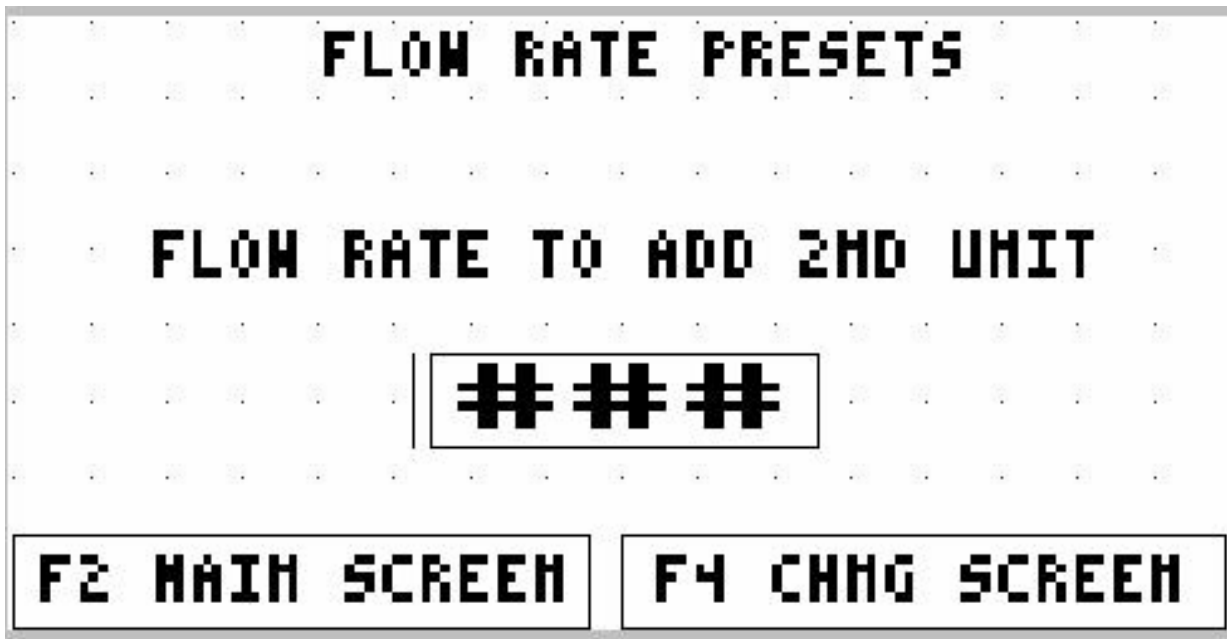 FLOW RATE PRESETS
FLOW RATE TO ADD 2ND UNIT
###
F2 MAIN SCREEN
F4 CHNG SCREEN